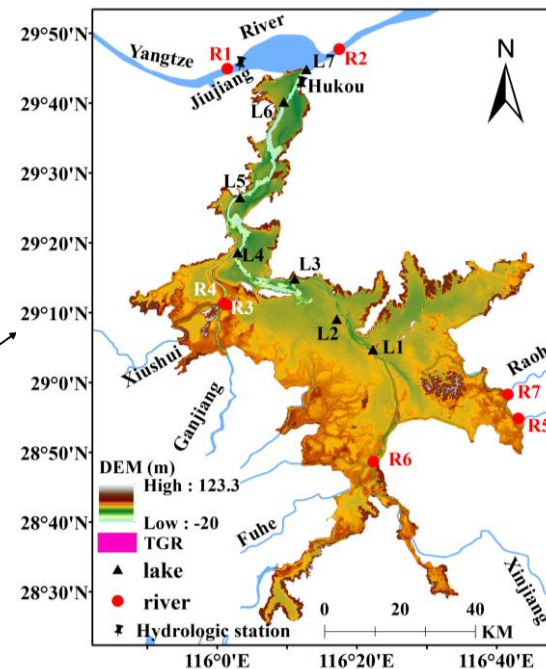 29°50'N
29°40'N
29°30'N
29°20'N
29°10'N
29°0'N
28°50'N
28°40'N
28°30'N
River
Yangtze
R1
R2
Jiujiang
L7
Hukou
N
L6
L5
L4
L3
R4
R3
L2
L1
Xiushui
Ganjiang
Raoh
R7
R5
R6
Fuhe
Xinjiang
DEM (m)
High : 123.3
Low : -20
TGR
lake
river
Hydrologic station
0 20 40
KM
116°0'E 116°20'E 116°40'E